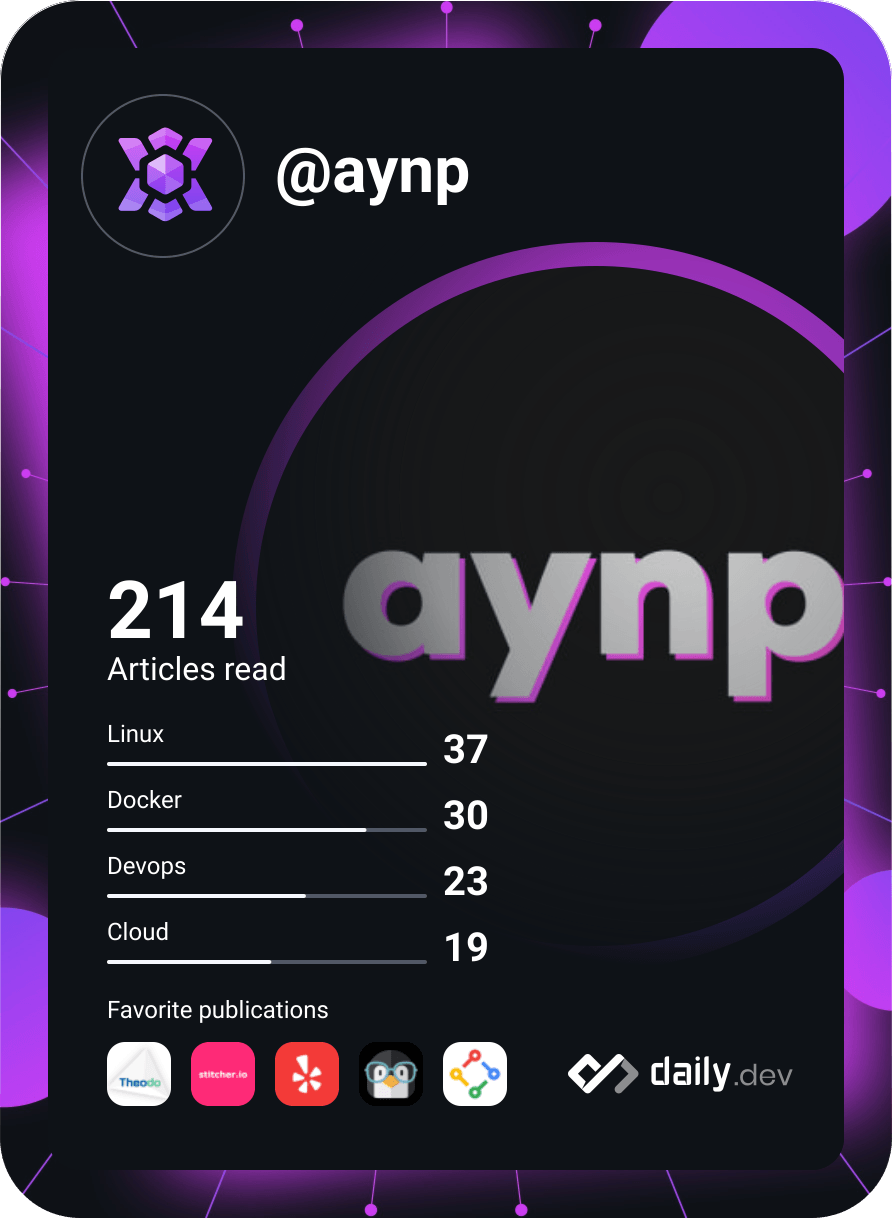 @aynp
aynp
214
Articles read
Linux
37
Docker
30
Devops
23
Cloud
19
Favorite publications
Theodo
stitcher.io
daily.dev